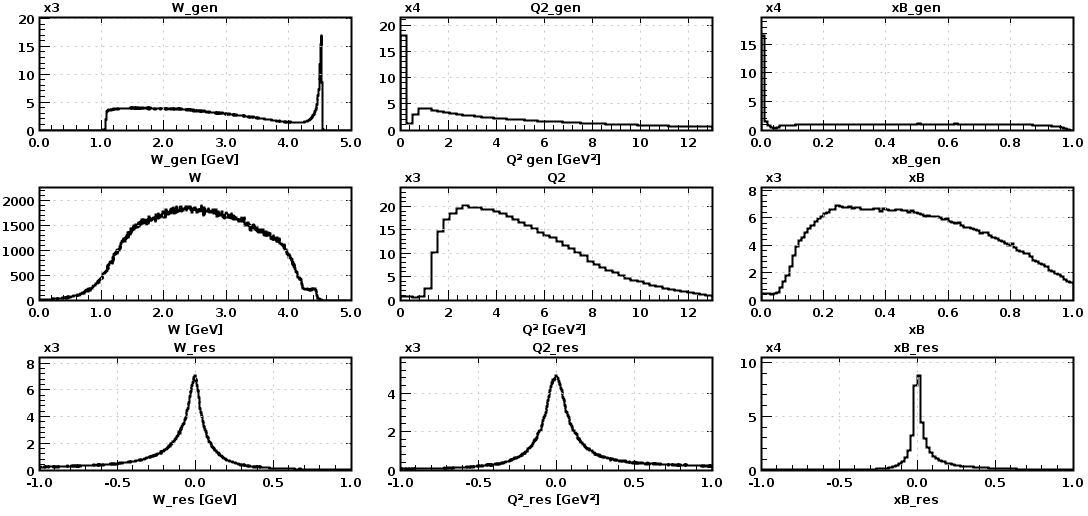 x3 W_gen
20
15
10
5
0
0.0 1.0 2.0 3.0 4.0 5.0
W_gen [GeV]
x4 Q2_gen
20
15
10
5
0
0 2 4 6 8 10 12
Q² gen [GeV²]
x4 xB_gen
15
10
5
0
0.0 0.2 0.4 0.6 0.8 1.0
xB_gen
W
2000
1500
1000
500
0
0.0 1.0 2.0 3.0 4.0 5.0
W [GeV]
x3 Q2
20
15
10
5
0
0 2 4 6 8 10 12
Q² [GeV²]
x3 xB
8
6
4
2
0
0.0 0.2 0.4 0.6 0.8 1.0
xB
x3 W_res
8
6
4
2
0
-1.0 -0.5 0.0 0.5 1.0
W_res [GeV]
x3 Q2_res
4
2
0
-1.0 -0.5 0.0 0.5 1.0
Q²_res [GeV²]
x4 xB_res
10
5
0
-1.0 -0.5 0.0 0.5 1.0
xB_res